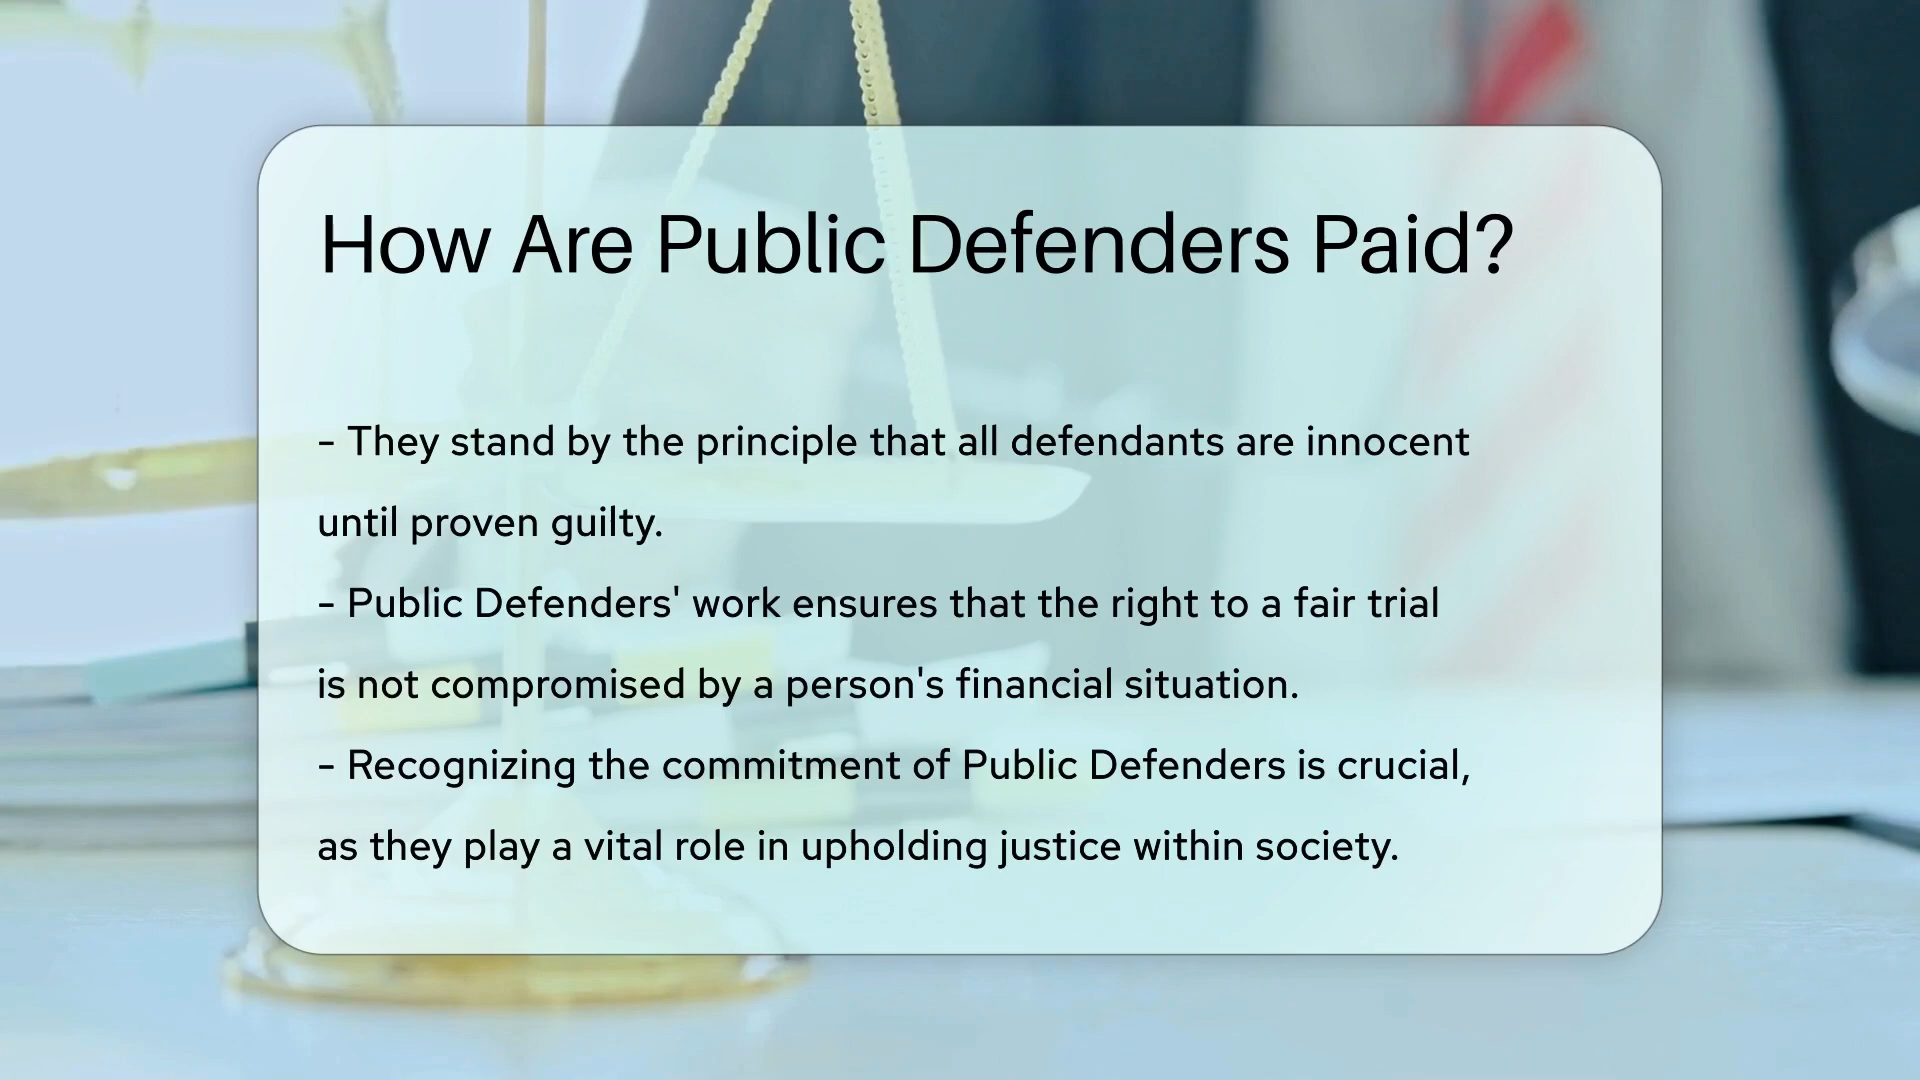 How Are Public Defenders Paid?
– They stand by the principle that all defendants are innocent
until proven guilty.
– Public Defenders' work ensures that the right to a fair trial
is not compromised by a person's financial situation.
– Recognizing the commitment of Public Defenders is crucial,
as they play a vital role in upholding justice within society.